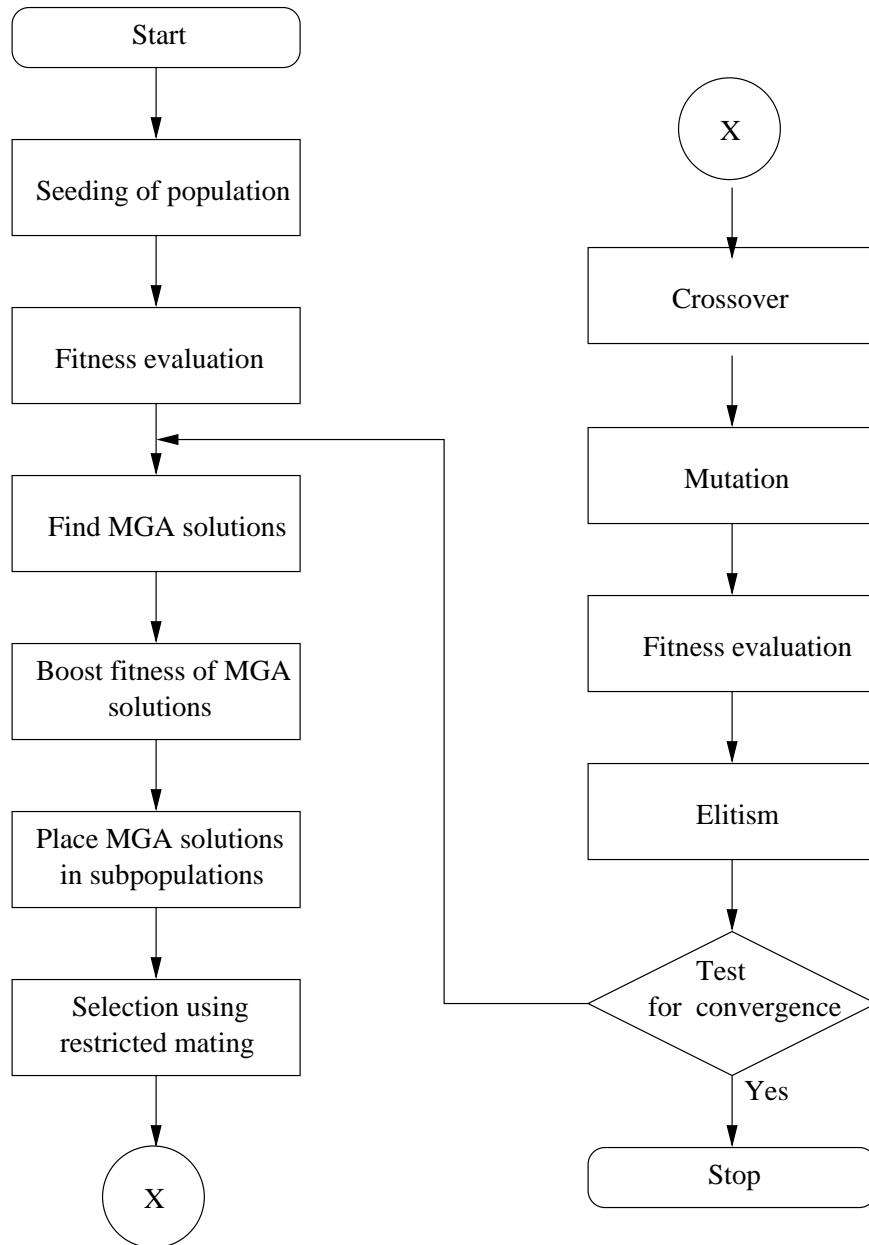 Start
Seeding of population
Fitness evaluation
Find MGA solutions
Boost fitness of MGA
solutions
Place MGA solutions
in subpopulations
Selection using
restricted mating
X
X
Crossover
Mutation
Fitness evaluation
Elitism
Test
for convergence
Yes
Stop